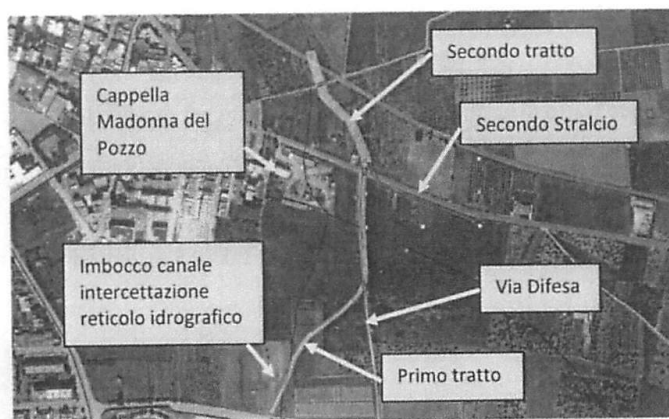 Secondo tratto
Cappella
Madonna del
Pozzo
Secondo Stralcio
Imbocco canale
intercettazione
reticolo idrografico
Via Difesa
Primo tratto